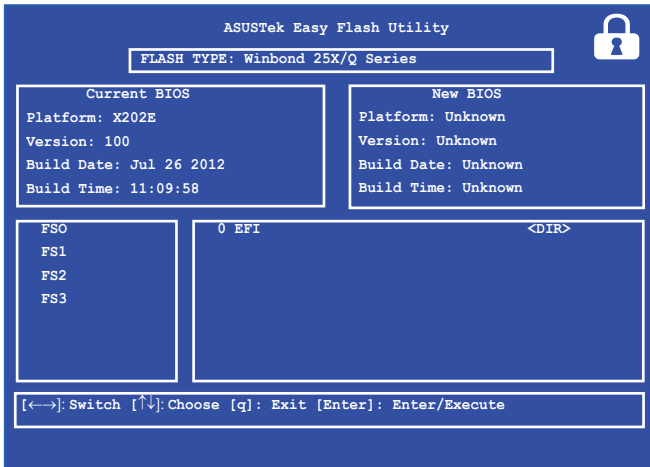 ASUSTek Easy Flash Utility
FLASH TYPE: Winbond 25X/Q Series
Current BIOS
Platform: X202E
Version: 100
Build Date: Jul 26 2012
Build Time: 11:09:58
New BIOS
Platform: Unknown
Version: Unknown
Build Date: Unknown
Build Time: Unknown
FSO
FS1
FS2
FS3
0 EFI <DIR>
[←→]: Switch [↑↓]: Choose [q]: Exit [Enter]: Enter/Execute